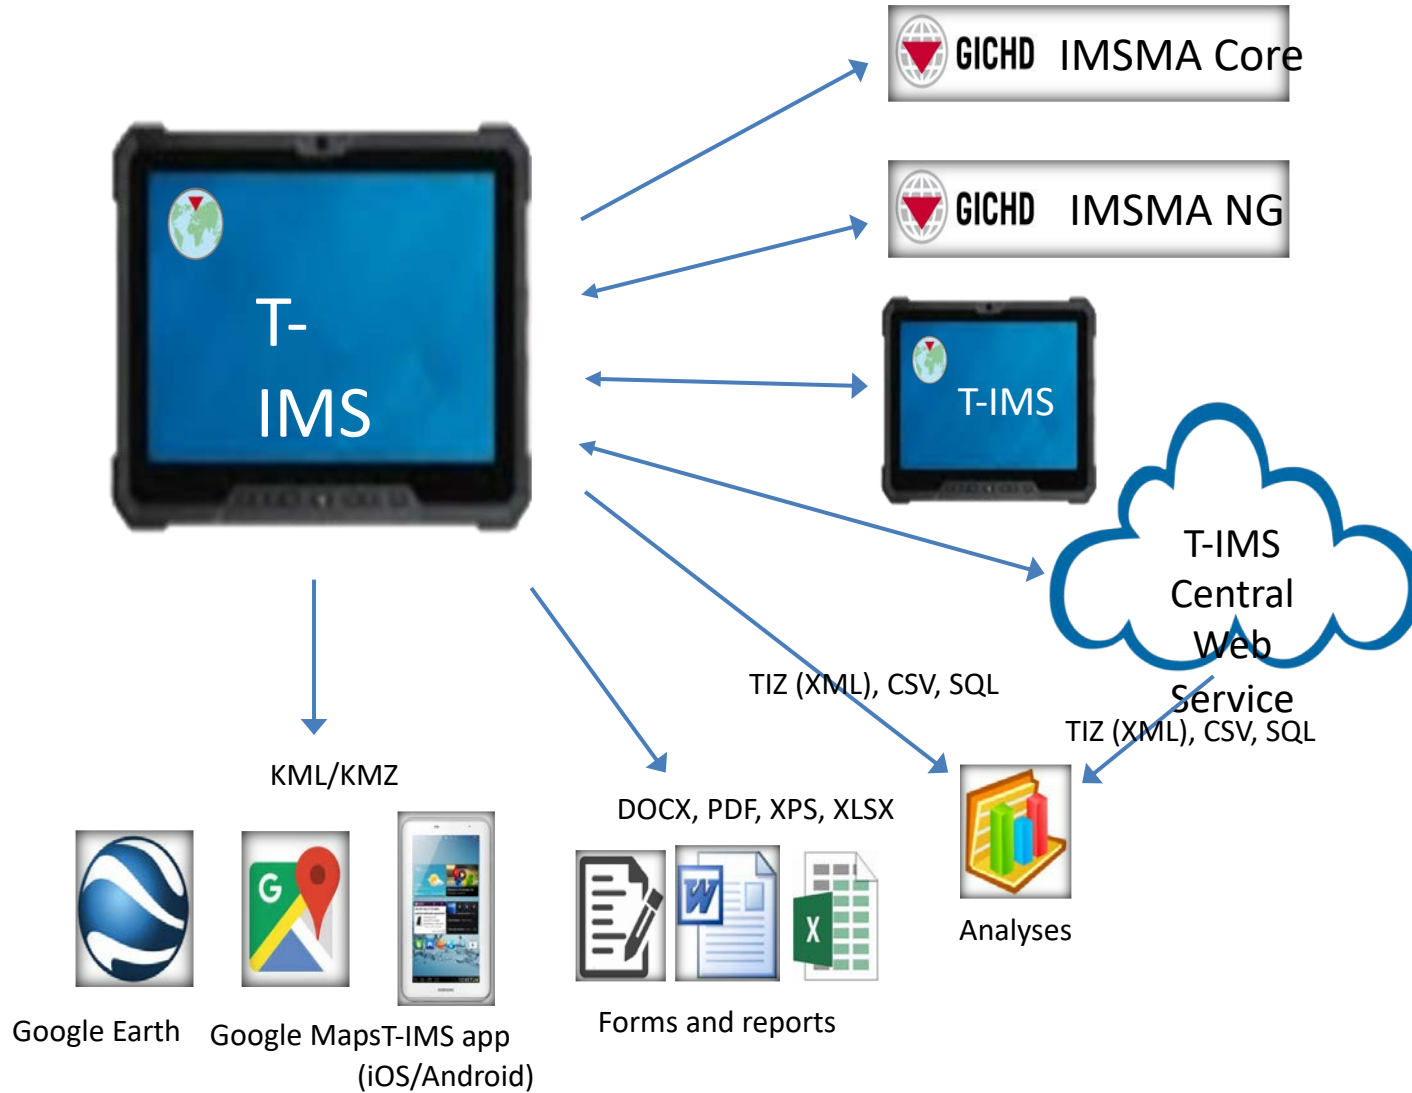 GICHD IMSMA Core
GICHD IMSMA NG
T-
IMS
T-IMS
T-IMS
Central
Web
Service
TIZ (XML), CSV, SQL
TIZ (XML), CSV, SQL
KML/KMZ
DOCX, PDF, XPS, XLSX
G
W
X
Analyses
Google Earth
Google Maps
T-IMS app
(iOS/Android)
Forms and reports